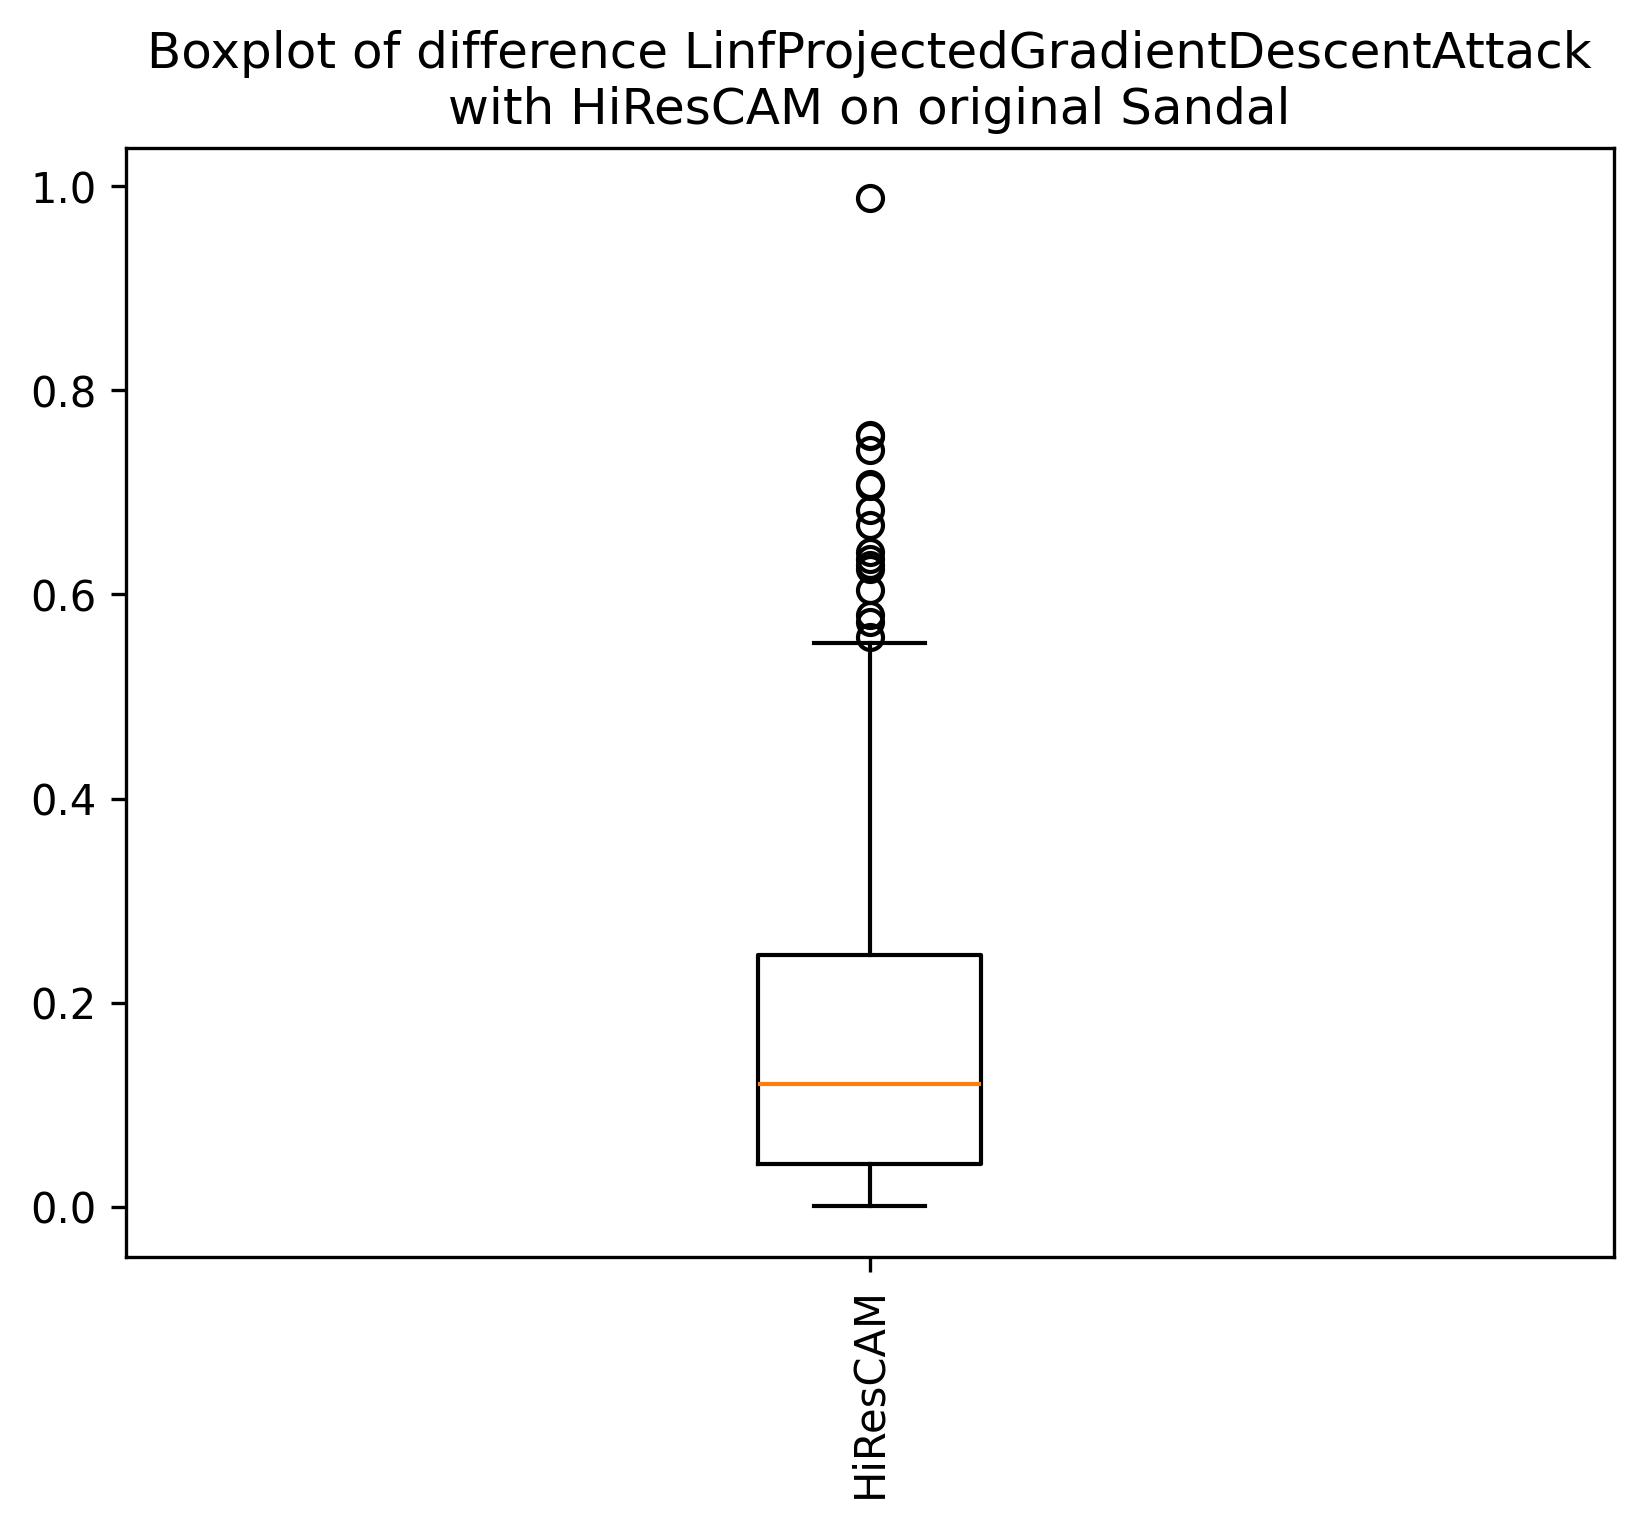 Boxplot of difference LinfProjectedGradientDescentAttack
with HiResCAM on original Sandal
1.0
0.8
0.6
0.4
0.2
0.0
HiResCAM